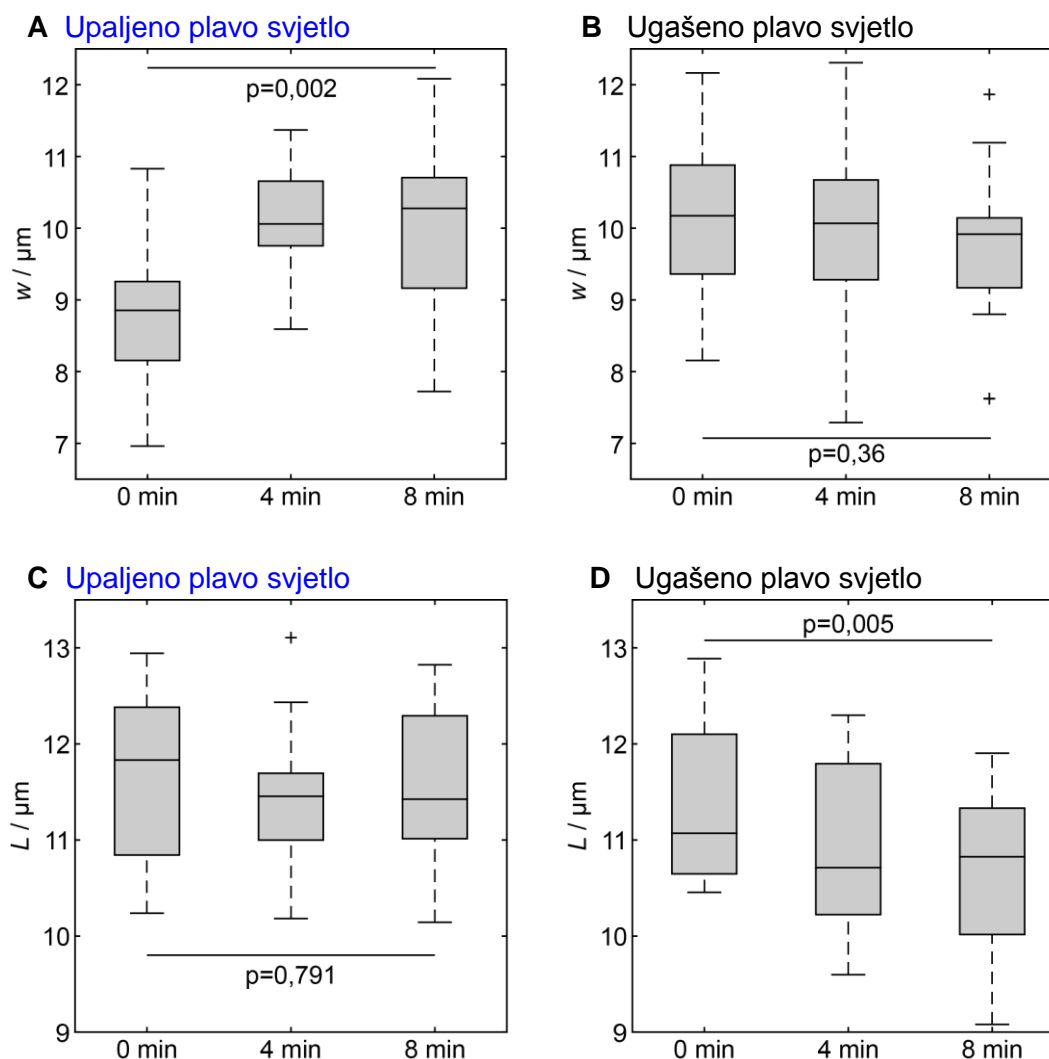 A Upaljeno plavo svjetlo
12
11
10
9
8
7
w / µm
p=0,002
0 min 4 min 8 min
B Ugašeno plavo svjetlo
12
11
10
9
8
7
w / µm
p=0,36
0 min 4 min 8 min
C Upaljeno plavo svjetlo
13
12
11
10
9
L / µm
p=0,791
0 min 4 min 8 min
D Ugašeno plavo svjetlo
13
12
11
10
9
L / µm
p=0,005
0 min 4 min 8 min